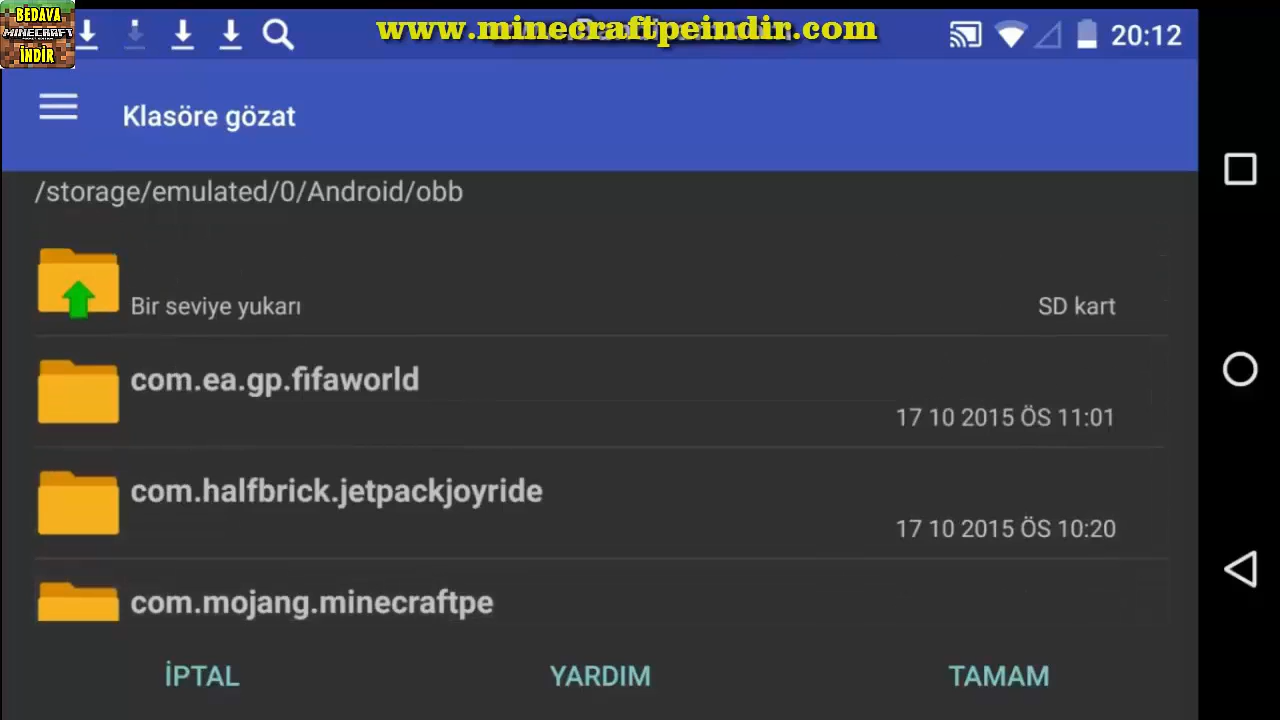 BEDAVA
MINECRAFT
İNDİR
www.minecraftpeindir.com
20:12
Klasöre gözat
/storage/emulated/0/Android/obb
Bir seviye yukarı
SD kart
com.ea.gp.fifaworld
17 10 2015 ÖS 11:01
com.halfbrick.jetpackjoyride
17 10 2015 ÖS 10:20
com.mojang.minecraftpe
İPTAL
YARDIM
TAMAM